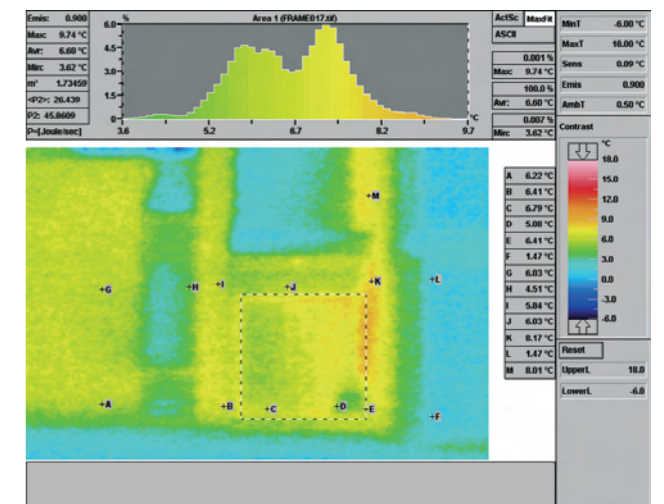 Emis: 0.900
Max: 9.74 °C
Avr: 6.60 °C
Min: 3.62 °C
m² 1.73459
<P2>: 26.439
P2: 45.8609
P=[Joule/sec]
%
Area 1 (FRAME017.tif)
6.0
4.5
3.0
1.5
0
3.6 5.2 6.7 8.2 9.7
°C
ActSc MaxFit
ASCII
0.001 %
Max: 9.74 °C
100.0 %
Avr: 6.60 °C
0.007 %
Min: 3.62 °C
MinT -6.00 °C
MaxT 18.00 °C
Sens 0.09 °C
Emis 0.900
AmbT 0.50 °C
Contrast
°C
18.0
15.0
12.0
9.0
6.0
3.0
0.0
-3.0
-6.0
Reset
UpperL 18.0
LowerL -6.0
A 6.22 °C
B 6.41 °C
C 6.79 °C
D 5.08 °C
E 6.41 °C
F 1.47 °C
G 6.03 °C
H 4.51 °C
I 5.84 °C
J 6.03 °C
K 8.17 °C
L 1.47 °C
M 8.01 °C
+M
+G +H +I +J +K +L
+A +B +C +D +E
+F